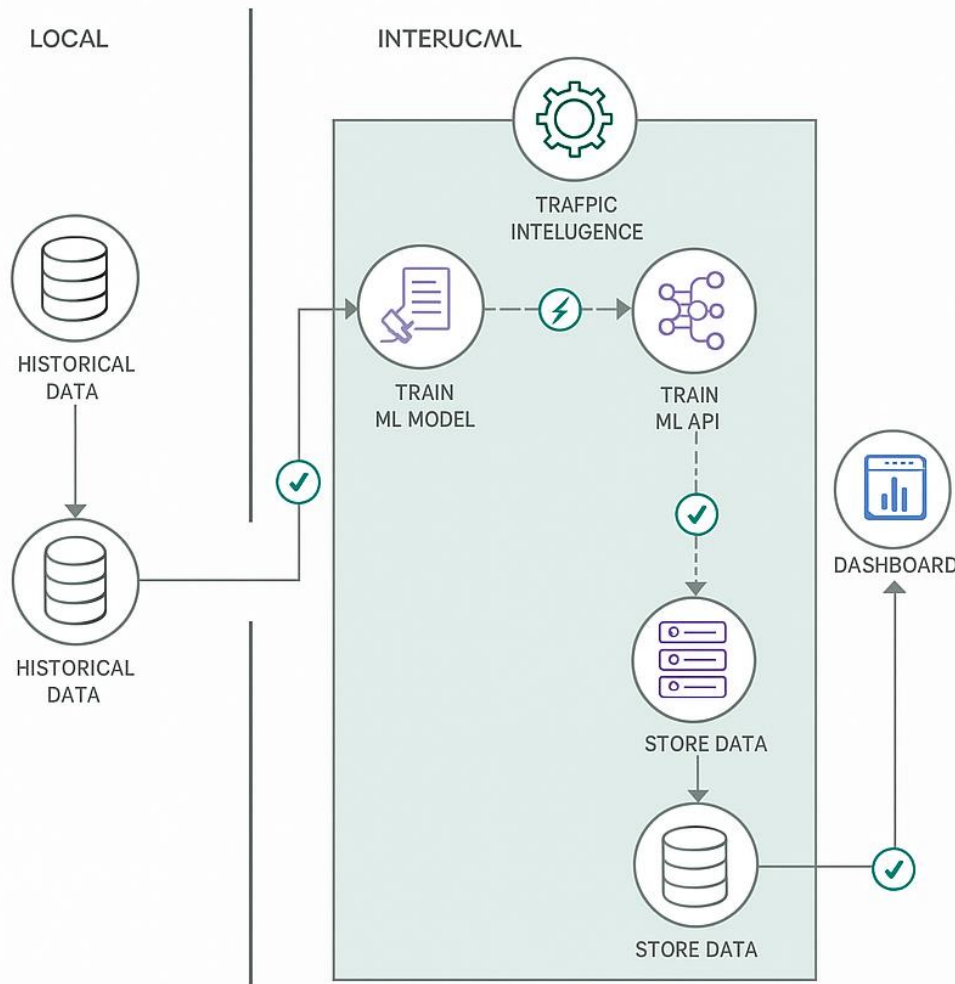 LOCAL
INTERUCML
TRAFPIC
INTELUGENCE
HISTORICAL
DATA
TRAIN
ML MODEL
TRAIN
ML API
DASHBOARD
HISTORICAL
DATA
STORE DATA
STORE DATA